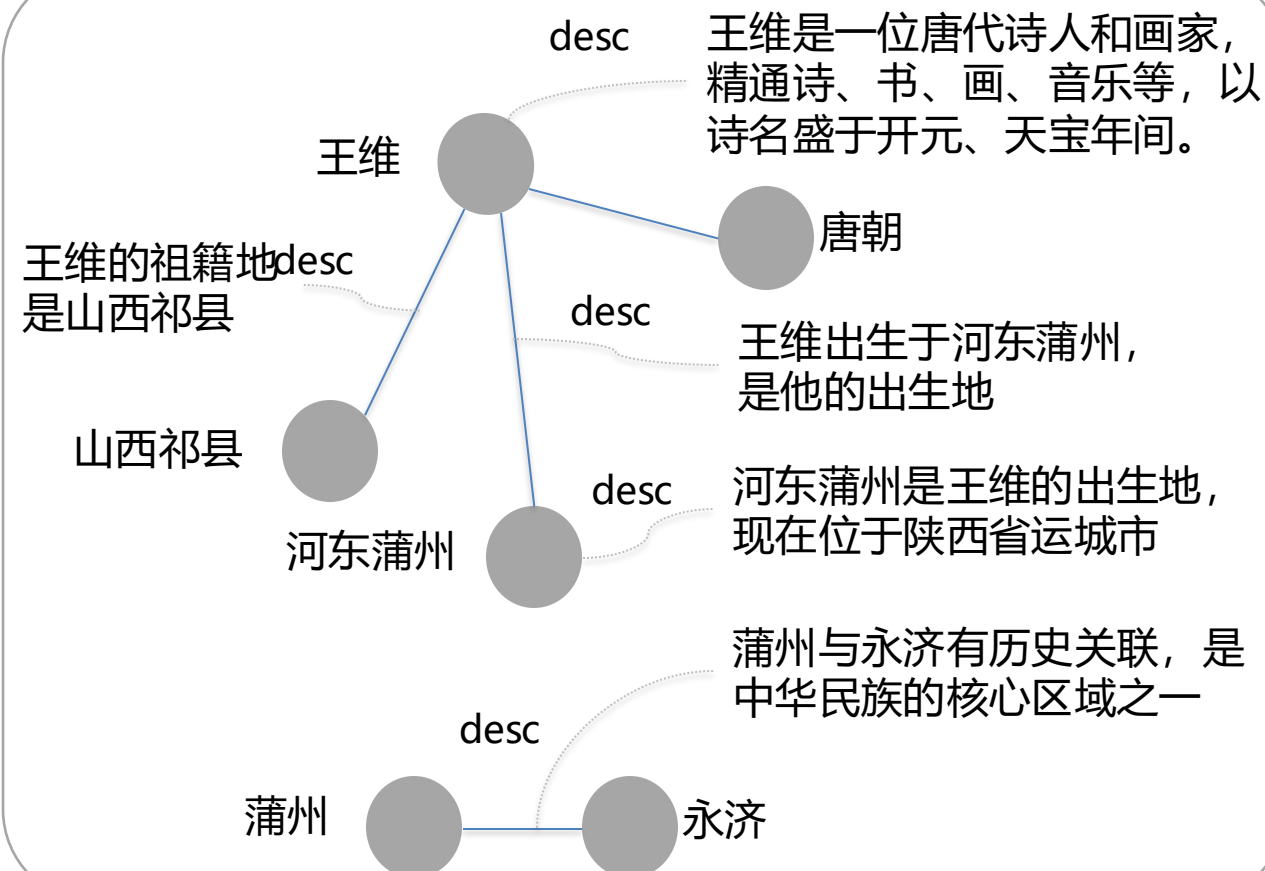 desc
王维是一位唐代诗人和画家，
精通诗、书、画、音乐等，以
诗名盛于开元、天宝年间。
王维
唐朝
王维的祖籍地
是山西祁县
desc
desc
王维出生于河东蒲州，
是他的出生地
山西祁县
desc
河东蒲州是王维的出生地，
现在位于陕西省运城市
河东蒲州
蒲州与永济有历史关联，是
中华民族的核心区域之一
desc
蒲州
永济